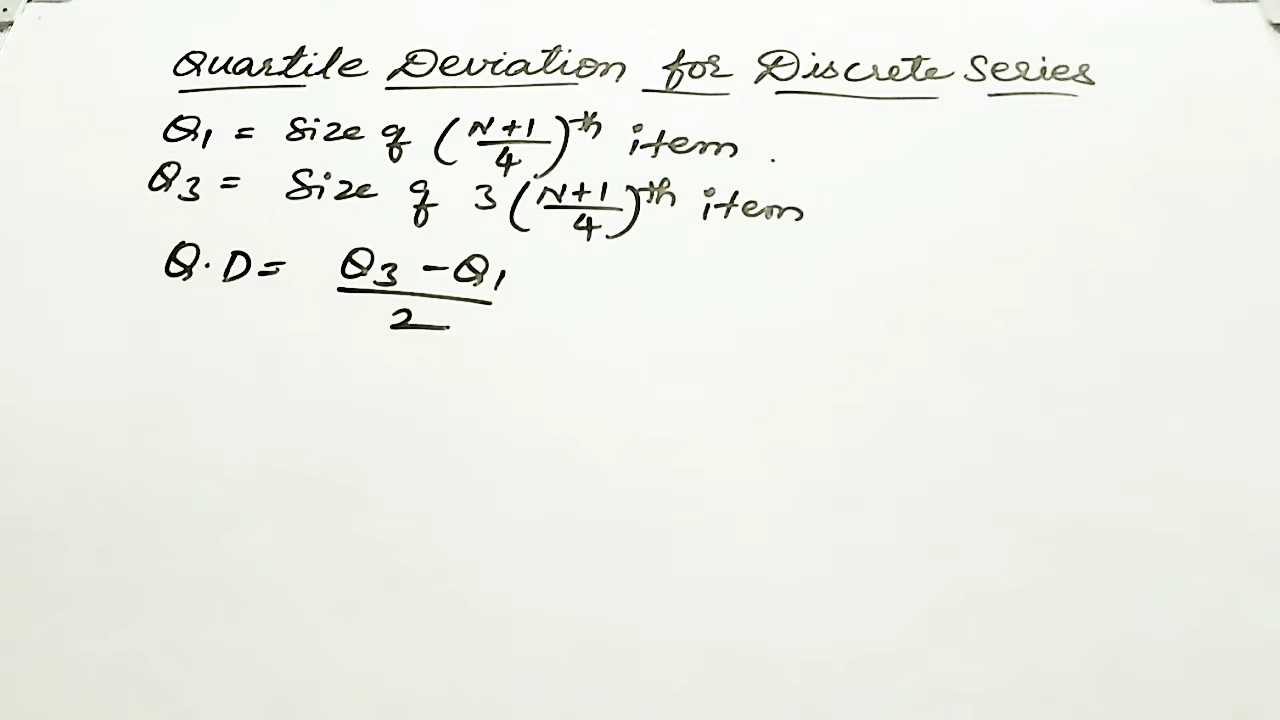 Quartile Deviation for Discrete Series
Q₁ = Size of (N+1/4)ᵗʰ item.
Q₃ = Size of 3(N+1/4)ᵗʰ item
Q.D = Q₃ - Q₁ / 2